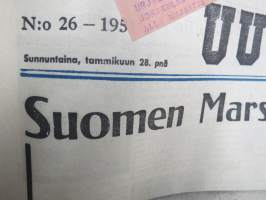 N:o 26 – 195
UU
Sunnuntaina, tammikuun 28. pnä
Suomen Mars